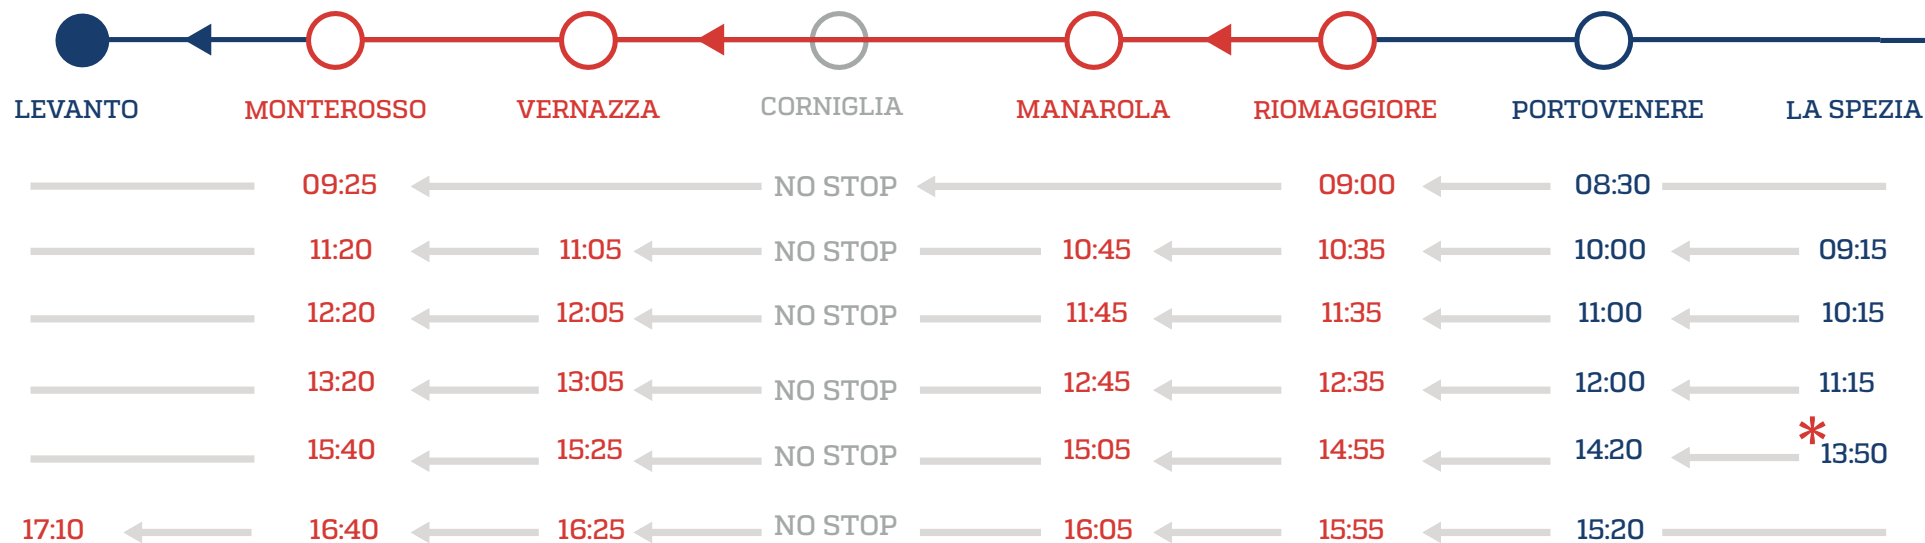 LEVANTO MONTEROSSO VERNAZZA CORNIGLIA MANAROLA RIOMAGGIORE PORTOVENERE LA SPEZIA
09:25 NO STOP 09:00 08:30
11:20 11:05 NO STOP 10:45 10:35 10:00 09:15
12:20 12:05 NO STOP 11:45 11:35 11:00 10:15
13:20 13:05 NO STOP 12:45 12:35 12:00 11:15
15:40 15:25 NO STOP 15:05 14:55 14:20 *13:50
17:10 16:40 16:25 NO STOP 16:05 15:55 15:20